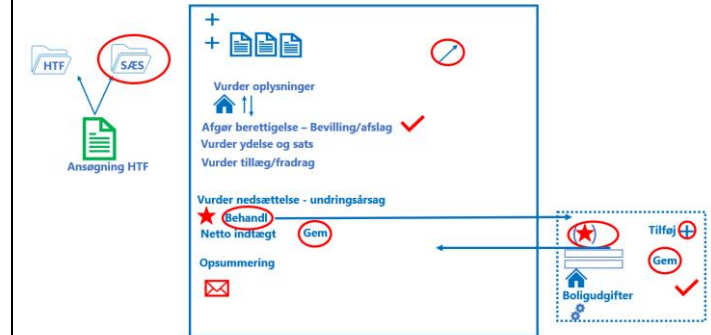 HTF
SÆS
Ansøgning HTF
Vurder oplysninger
Afgør berettigelse – Bevilling/afslag
Vurder ydelse og sats
Vurder tillæg/fradrag
Vurder nedsættelse - undringsårsag
Behandl
Netto indtægt
Gem
Opsummering
Tilføj
Gem
Boligudgifter